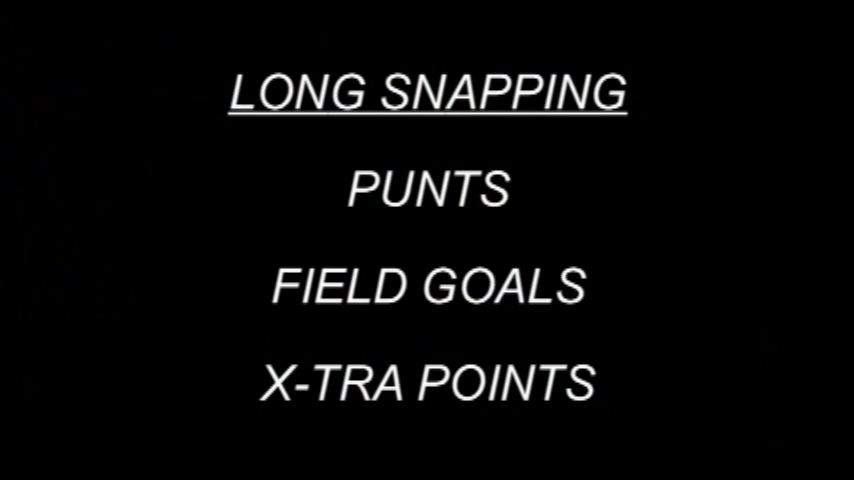 LONG SNAPPING
PUNTS
FIELD GOALS
X-TRA POINTS